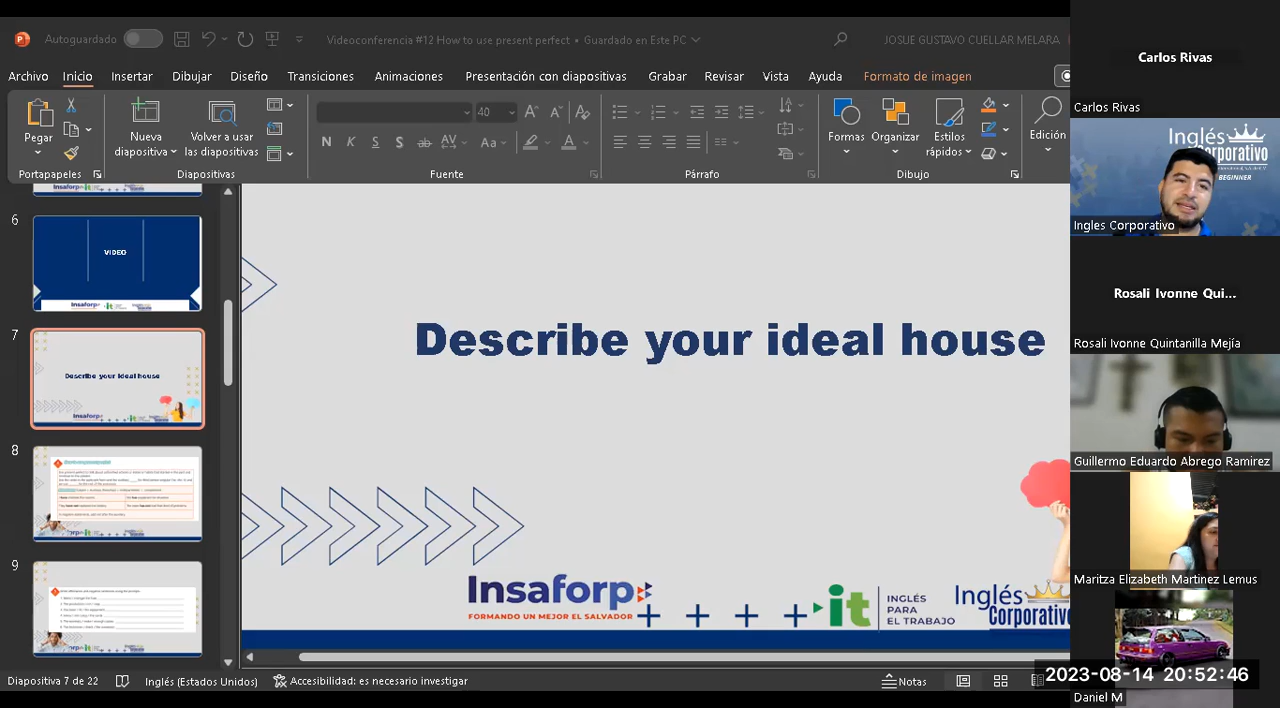 Autoguardado
Videoconferencia #12 How to use present perfect • Guardado en Este PC
JOSUE GUSTAVO CUELLAR MELARA
Archivo Inicio Insertar Dibujar Diseño Transiciones Animaciones Presentación con diapositivas Grabar Revisar Vista Ayuda Formato de imagen
Pegar
Nueva diapositiva
Volver a usar las diapositivas
40
N K S S ab AV Aa A
Formas
Organizar
Estilos rápidos
Edición
Portapapeles
Diapositivas
Fuente
Párrafo
Dibujo
6
VIDEO
Insaforp
7
Describe your ideal house
Insaforp
8
9
Describe your ideal house
Insaforp
FORMANDO UN MEJOR EL SALVADOR
it
INGLÉS
PARA
EL TRABAJO
Inglés
Corporativo
Diapositiva 7 de 22
Inglés (Estados Unidos)
Accesibilidad: es necesario investigar
Notas
Carlos Rivas
Carlos Rivas
Inglés
Corporativo
BEGINNER
Ingles Corporativo
Rosali Ivonne Qui...
Rosali Ivonne Quintanilla Mejía
Guillermo Eduardo Abrego Ramirez
Maritza Elizabeth Martinez Lemus
2023-08-14 20:52:46
Daniel M